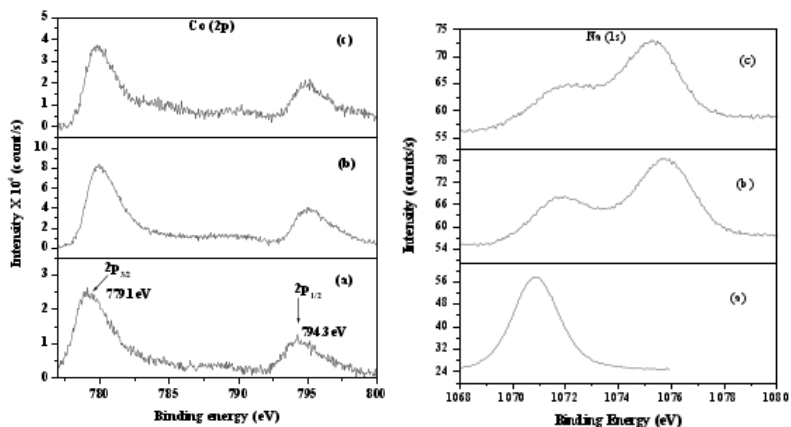 Co (2p)
(c)
5
4
3
2
1
0
(b)
10
8
6
4
2
0
(a)
2p3/2
779.1 eV
2p1/2
794.3 eV
3
2
1
0
780 785 790 795 800
Binding energy (eV)
Intensity X 10^4 (count/s)
Na (1s)
(c)
75
70
65
60
55
(b)
78
72
66
60
54
(a)
56
48
40
32
24
1068 1070 1072 1074 1076 1078 1080
Binding Energy (eV)
Intensity (counts/s)